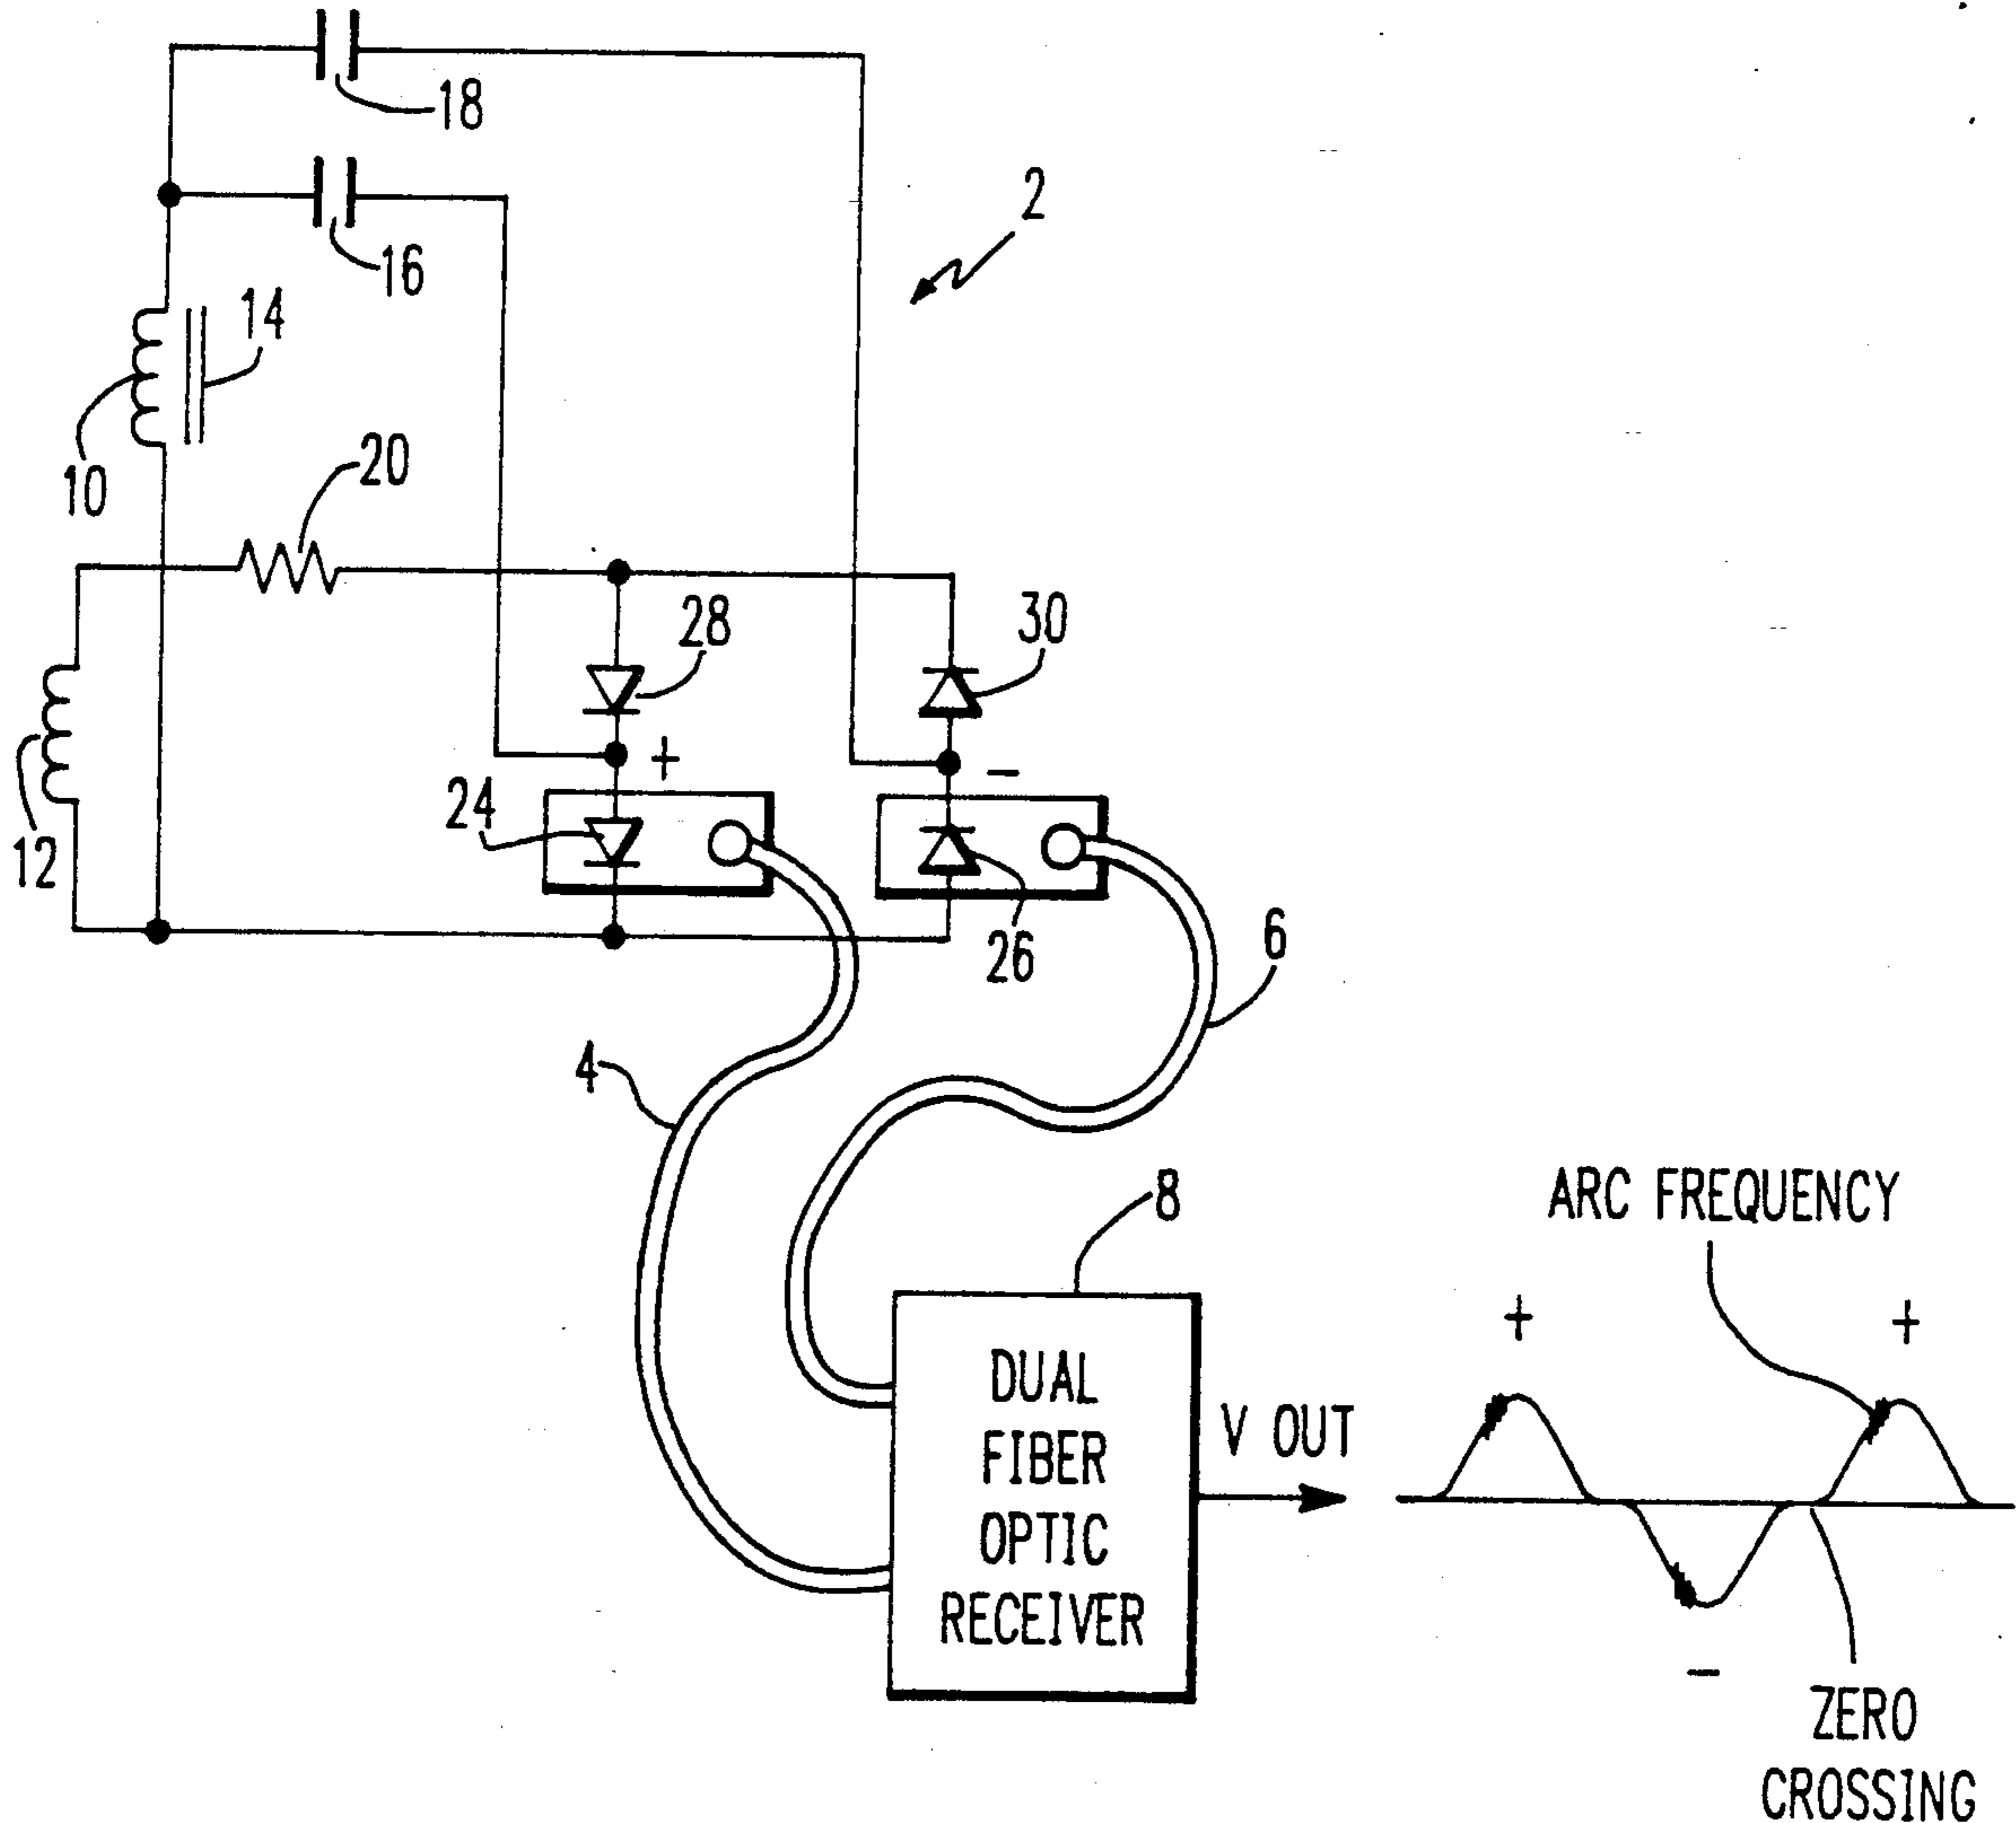 18
2
16
14
10
20
28
30
+
-
24
12
26
6
4
8
ARC FREQUENCY
+
+
DUAL
FIBER
OPTIC
RECEIVER
V OUT
-
ZERO
CROSSING